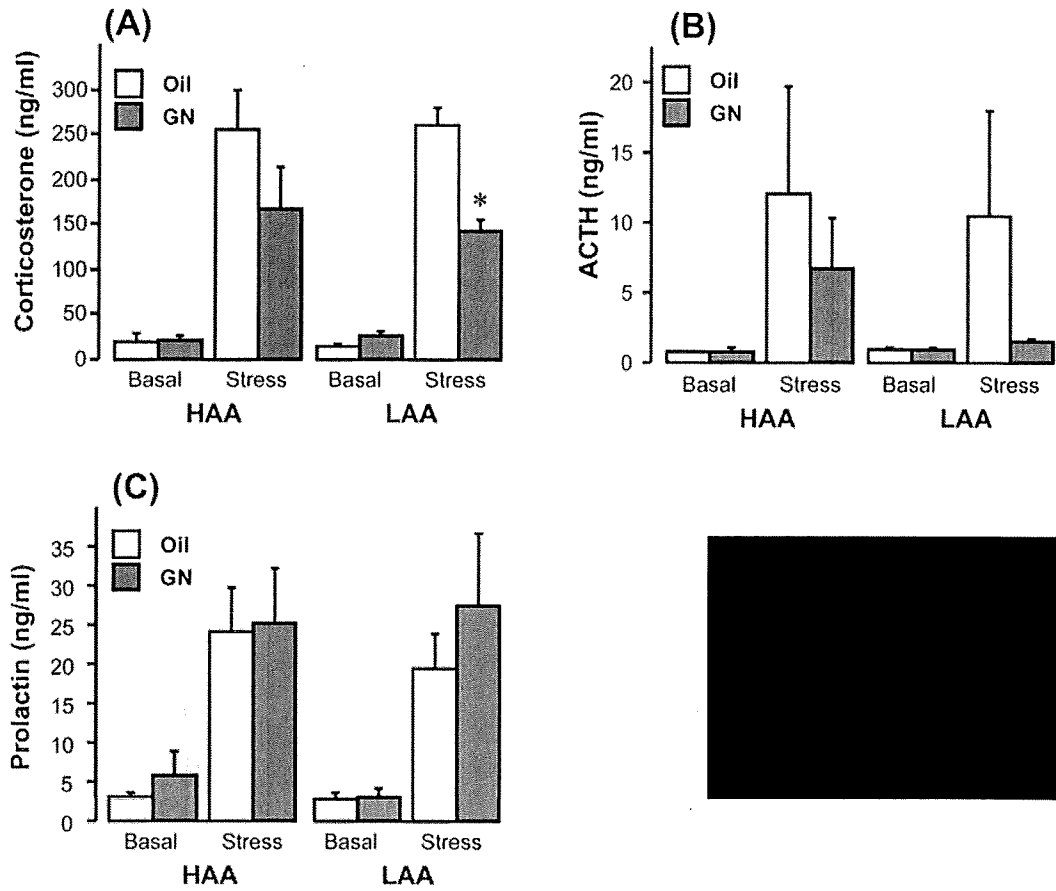 (A)
Corticosterone (ng/ml)
300
250
200
150
100
50
0
Oil
GN
*
Basal
Stress
Basal
Stress
HAA
LAA
(B)
ACTH (ng/ml)
20
15
10
5
0
Oil
GN
Basal
Stress
Basal
Stress
HAA
LAA
(C)
Prolactin (ng/ml)
35
30
25
20
15
10
5
0
Oil
GN
Basal
Stress
Basal
Stress
HAA
LAA